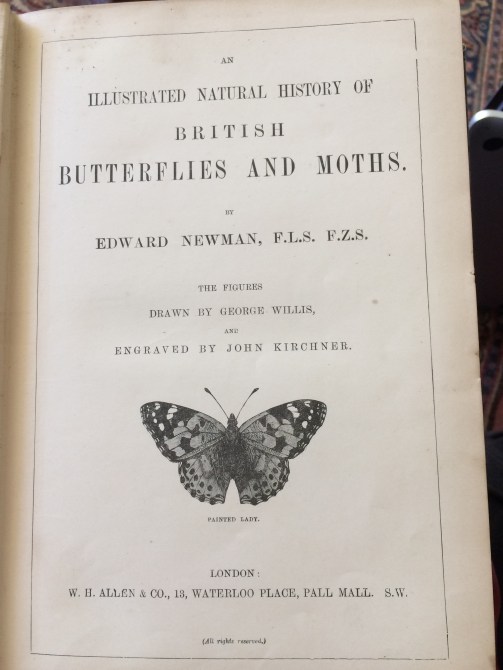 AN
ILLUSTRATED NATURAL HISTORY OF
BRITISH
BUTTERFLIES AND MOTHS.
BY
EDWARD NEWMAN, F.L.S. F.Z.S.
THE FIGURES
DRAWN BY GEORGE WILLIS,
AND
ENGRAVED BY JOHN KIRCHNER.
PAINTED LADY.
LONDON:
W. H. ALLEN & CO., 13, WATERLOO PLACE, PALL MALL. S.W.
(All rights reserved.)